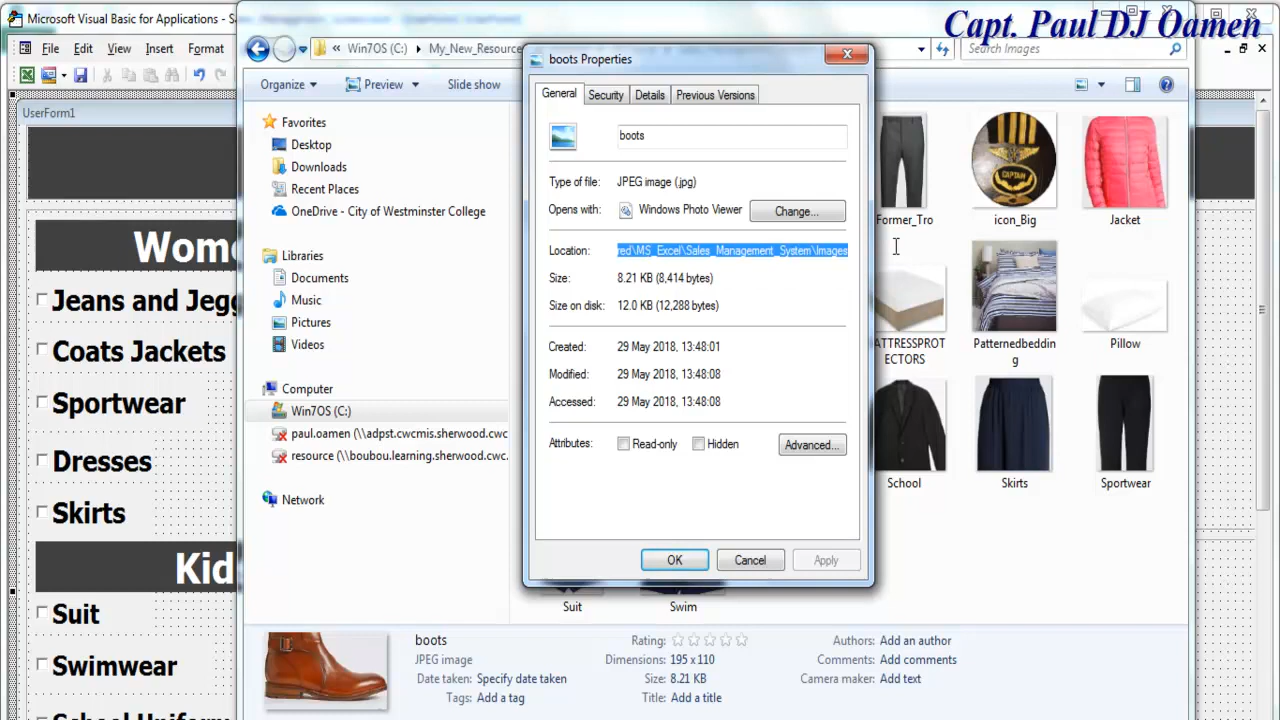 Microsoft Visual Basic for Applications - Sa
Capt. Paul DJ Oamen
File Edit View Insert Format
Win7OS (C:) My_New_Resource
Search Images
Organize Preview Slide show
UserForm1
Wome
Jeans and Jegg
Coats Jackets
Sportwear
Dresses
Skirts
Kid
Suit
Swimwear
Favorites
Desktop
Downloads
Recent Places
OneDrive - City of Westminster College
Libraries
Documents
Music
Pictures
Videos
Computer
Win7OS (C:)
paul.oamen (\\adpst.cwcmis.sherwood.cwc
resource (\\boubou.learning.sherwood.cwc.
Network
boots Properties
General Security Details Previous Versions
boots
Type of file: JPEG image (.jpg)
Opens with: Windows Photo Viewer Change...
Location: red\MS_Excel\Sales_Management_System\Images
Size: 8.21 KB (8,414 bytes)
Size on disk: 12.0 KB (12,288 bytes)
Created: 29 May 2018, 13:48:01
Modified: 29 May 2018, 13:48:08
Accessed: 29 May 2018, 13:48:08
Attributes: Read-only Hidden Advanced...
OK Cancel Apply
Former_Tro icon_Big Jacket
CAPTAIN
ATTRESSPROT
ECTORS
Patternedbeddin
g
Pillow
School Skirts Sportwear
Suit Swim
boots
JPEG image
Date taken: Specify date taken
Tags: Add a tag
Rating:
Dimensions: 195 x 110
Size: 8.21 KB
Title: Add a title
Authors: Add an author
Comments: Add comments
Camera maker: Add text